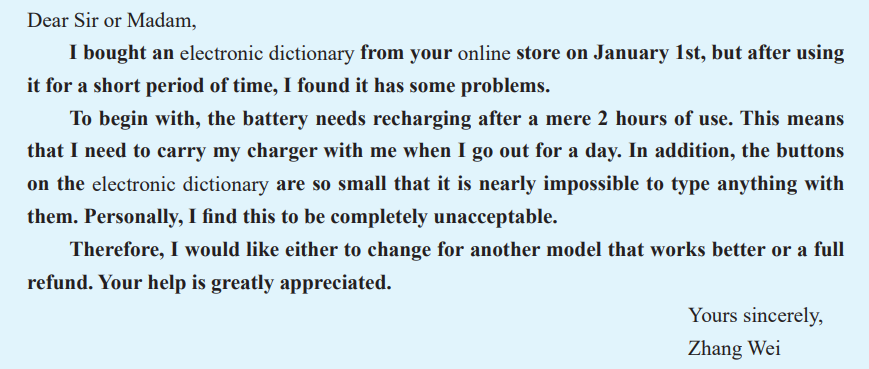 Dear Sir or Madam,
I bought an electronic dictionary from your online store on January 1st, but after using
it for a short period of time, I found it has some problems.
To begin with, the battery needs recharging after a mere 2 hours of use. This means
that I need to carry my charger with me when I go out for a day. In addition, the buttons
on the electronic dictionary are so small that it is nearly impossible to type anything with
them. Personally, I find this to be completely unacceptable.
Therefore, I would like either to change for another model that works better or a full
refund. Your help is greatly appreciated.
Yours sincerely,
Zhang Wei